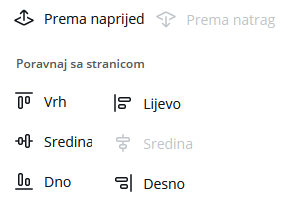 Prema naprijed Prema natrag
Poravnaj sa stranicom
Vrh Lijevo
Sredina Sredina
Dno Desno